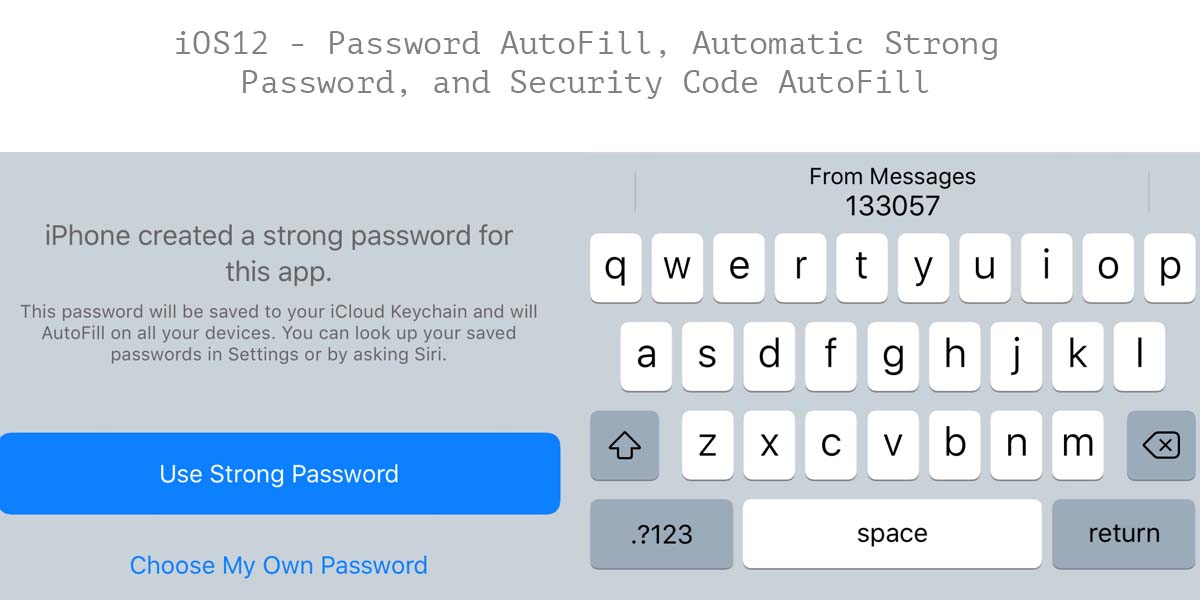 iOS12 - Password AutoFill, Automatic Strong
Password, and Security Code AutoFill
iPhone created a strong password for
this app.
This password will be saved to your iCloud Keychain and will
AutoFill on all your devices. You can look up your saved
passwords in Settings or by asking Siri.
Use Strong Password
Choose My Own Password
From Messages
133057
q w e r t y u i o p
a s d f g h j k l
z x c v b n m
.?123 space return